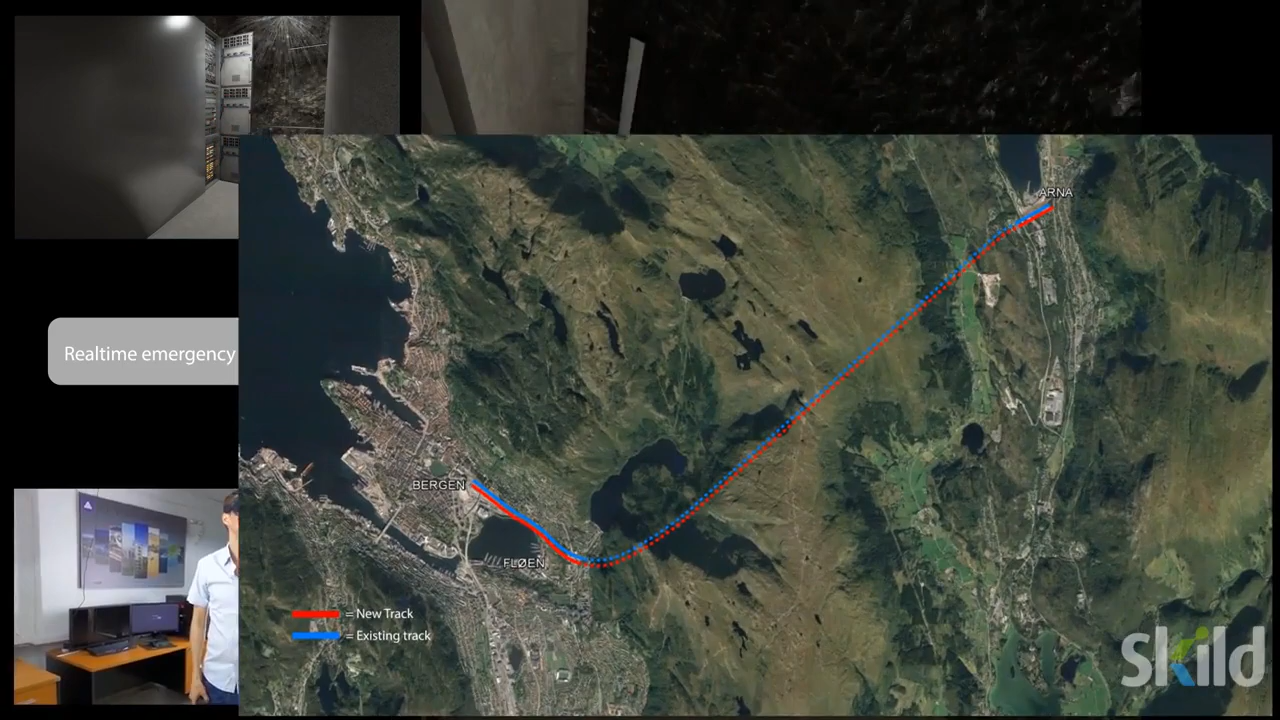 ARNA
Realtime emergency
BERGEN
FLØEN
= New Track
= Existing track
skild